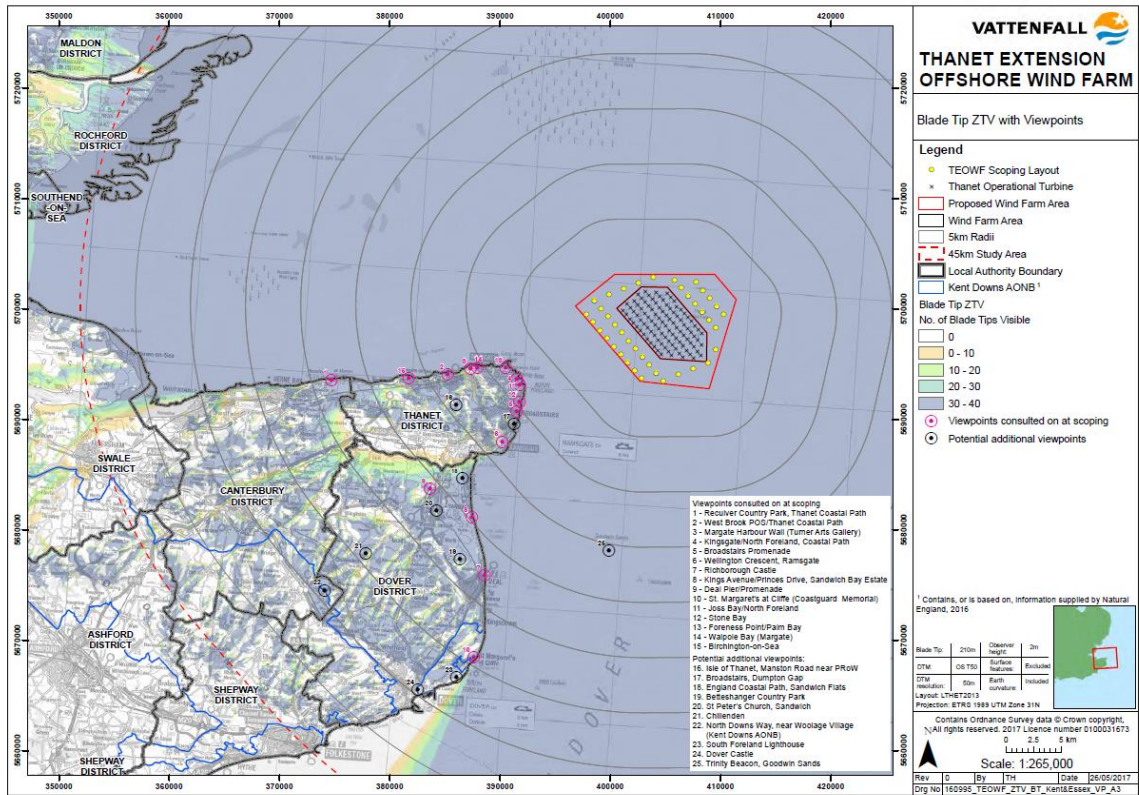 350000 360000 370000 380000 390000 400000 410000 420000
VATTENFALL
THANET EXTENSION
OFFSHORE WIND FARM
Blade Tip ZTV with Viewpoints
Legend
TEOWF Scoping Layout
Thanet Operational Turbine
Proposed Wind Farm Area
Wind Farm Area
5km Radii
45km Study Area
Local Authority Boundary
Kent Downs AONB ¹
Blade Tip ZTV
No. of Blade Tips Visible
0
0 - 10
10 - 20
20 - 30
30 - 40
Viewpoints consulted on at scoping
Potential additional viewpoints
MALDON
DISTRICT
ROCHFORD
DISTRICT
SOUTHEND
-ON-
SEA
THANET
DISTRICT
SWALE
DISTRICT
CANTERBURY
DISTRICT
DOVER
DISTRICT
ASHFORD
DISTRICT
SHEPWAY
DISTRICT
SHEPWAY
DISTRICT
FOLKESTONE
DOVER
5720000
5710000
5700000
5690000
5680000
5670000
5660000
Viewpoints consulted on at scoping
1 - Reculver Country Park, Thanet Coastal Path
2 - West Brook POS/Thanet Coastal Path
3 - Margate Harbour Wall (Turner Arts Gallery)
4 - Kingsgate/North Foreland, Coastal Path
5 - Broadstairs Promenade
6 - Wellington Crescent, Ramsgate
7 - Richborough Castle
8 - Kings Avenue/Princes Drive, Sandwich Bay Estate
9 - Deal Pier/Promenade
10 - St. Margaret's at Cliffe (Coastguard Memorial)
11 - Joss Bay/North Foreland
12 - Stone Bay
13 - Foreness Point/Palm Bay
14 - Walpole Bay (Margate)
15 - Birchington-on-Sea
Potential additional viewpoints:
16. Isle of Thanet, Manston Road near PRoW
17. Broadstairs, Dumpton Gap
18. England Coastal Path, Sandwich Flats
19. Betteshanger Country Park
20. St Peter's Church, Sandwich
21. Chillenden
22. North Downs Way, near Woolage Village
(Kent Downs AONB)
23. South Foreland Lighthouse
24. Dover Castle
25. Trinity Beacon, Goodwin Sands
¹ Contains, or is based on, information supplied by Natural
England, 2016
Blade Tip: 210m Observer height: 2m
DTM: OS T50 Surface features: Excluded
DTM resolution: 50m Earth curvature: Included
Layout: LTHET2013
Projection: ETRS 1989 UTM Zone 31N
Contains Ordnance Survey data © Crown copyright,
All rights reserved. 2017 Licence number 0100031673
N
0 2.5 5 km
Scale: 1:265,000
Rev 0 By TH Date 26/05/2017
Drg No 160995_TEOWF_ZTV_BT_Kent&Essex_VP_A3
350000 360000 370000 380000 390000 400000 410000 420000